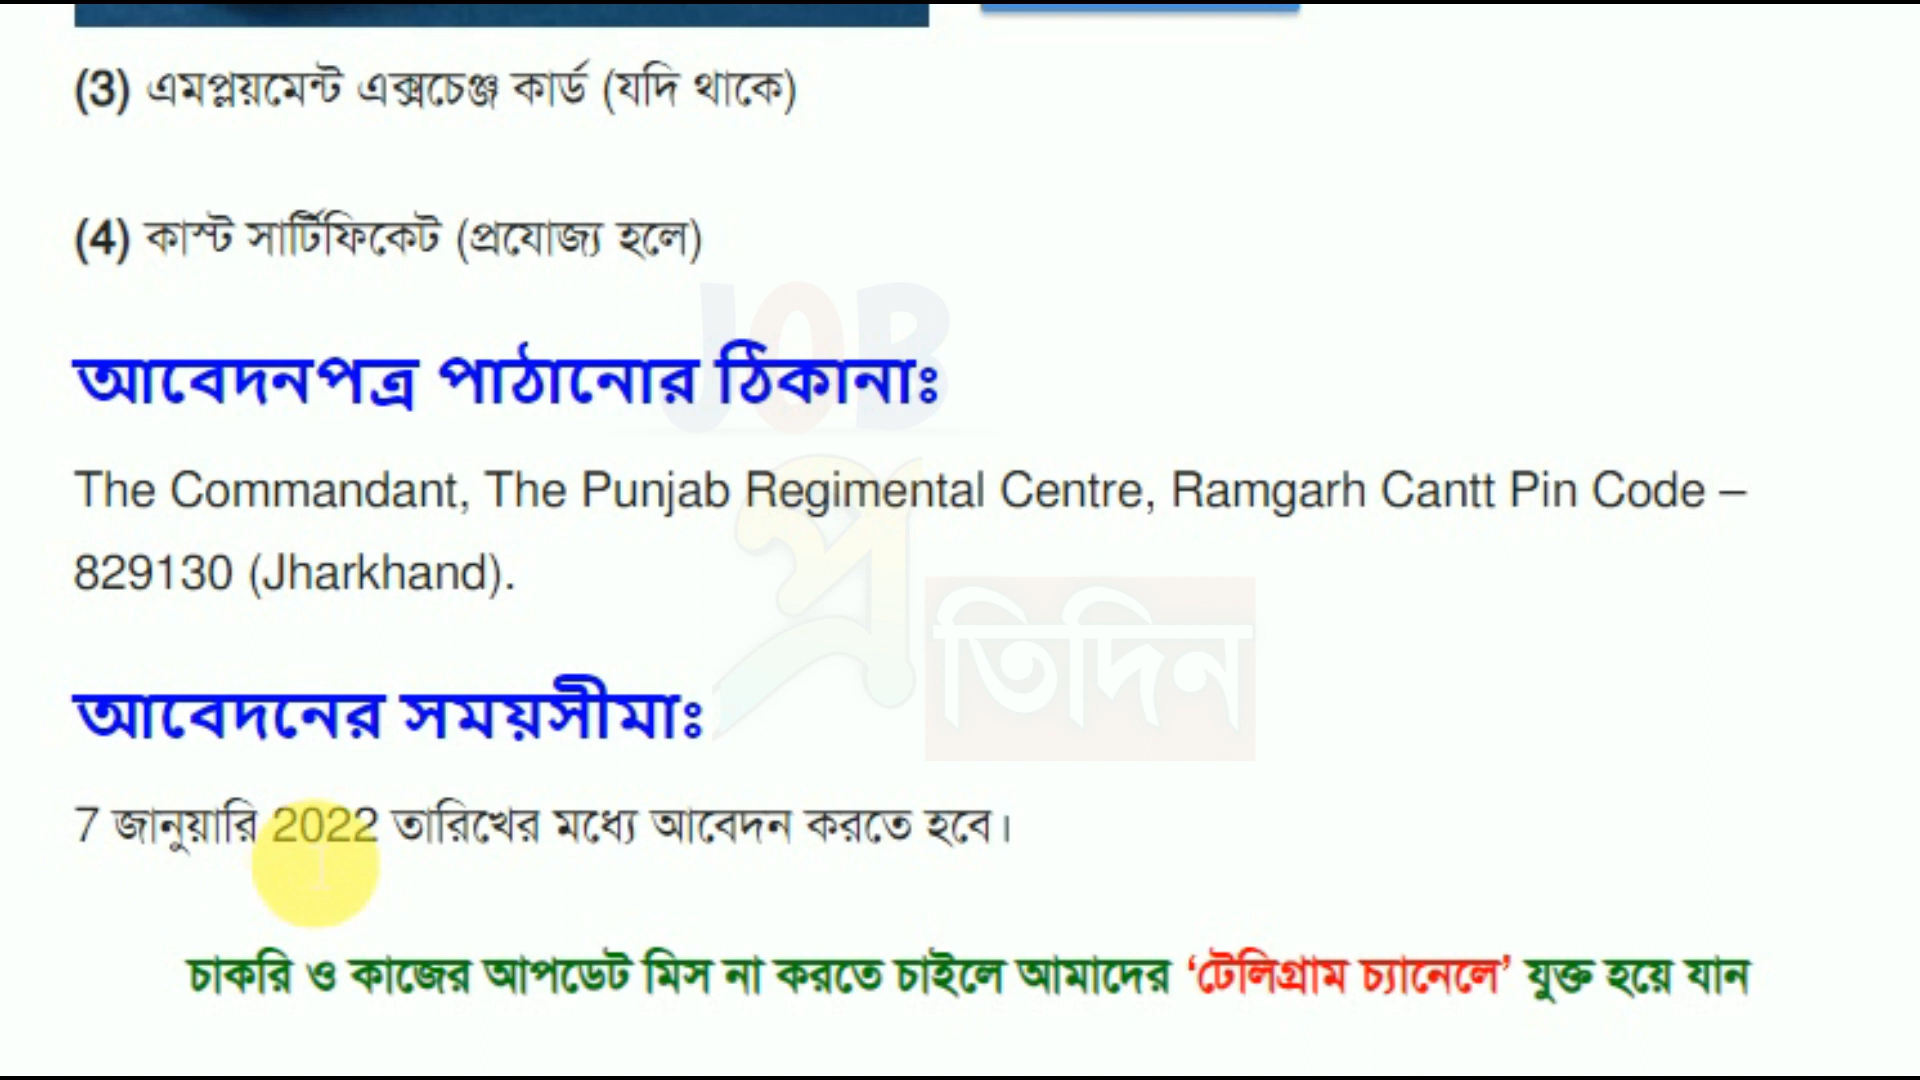 (3) এমপ্লয়মেন্ট এক্সচেঞ্জ কার্ড (যদি থাকে)
(4) কাস্ট সার্টিফিকেট (প্রযোজ্য হলে)
JOB
আবেদনপত্র পাঠানোর ঠিকানাঃ
The Commandant, The Punjab Regimental Centre, Ramgarh Cantt Pin Code –
829130 (Jharkhand).
প্রতিদিন
আবেদনের সময়সীমাঃ
7 জানুয়ারি 2022 তারিখের মধ্যে আবেদন করতে হবে।
চাকরি ও কাজের আপডেট মিস না করতে চাইলে আমাদের ‘টেলিগ্রাম চ্যানেলে’ যুক্ত হয়ে যান